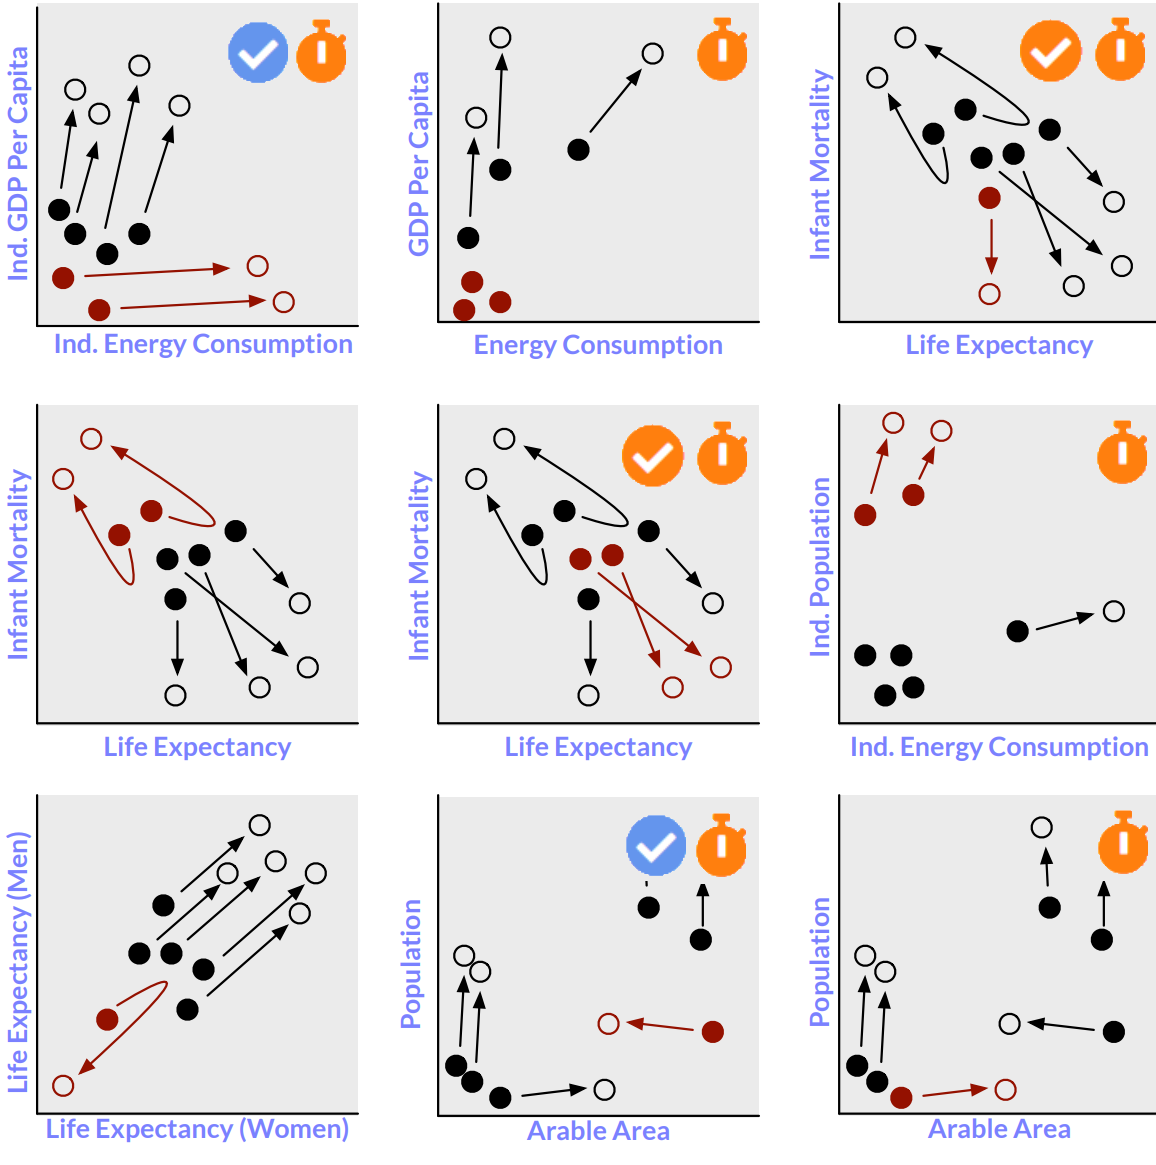 Ind. GDP Per Capita
Ind. Energy Consumption
GDP Per Capita
Energy Consumption
Infant Mortality
Life Expectancy
Infant Mortality
Life Expectancy
Infant Mortality
Life Expectancy
Ind. Population
Ind. Energy Consumption
Life Expectancy (Men)
Life Expectancy (Women)
Population
Arable Area
Population
Arable Area